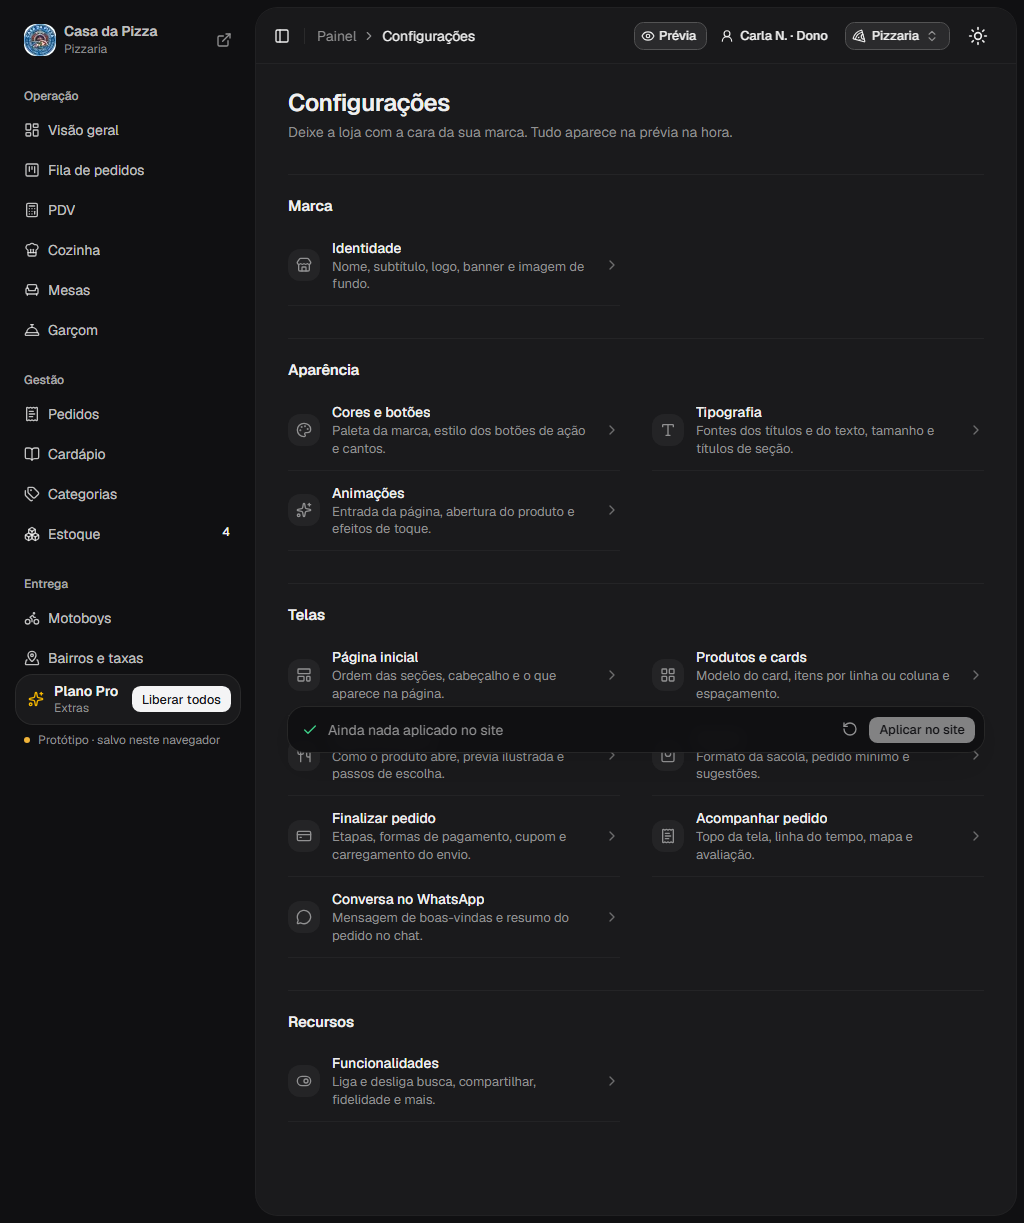 Casa da Pizza
Pizzaria
Operação
Visão geral
Fila de pedidos
PDV
Cozinha
Mesas
Garçom
Gestão
Pedidos
Cardápio
Categorias
Estoque
4
Entrega
Motoboys
Bairros e taxas
Plano Pro
Extras
Liberar todos
Protótipo · salvo neste navegador
Painel
Configurações
Prévia
Carla N. · Dono
Pizzaria
Configurações
Deixe a loja com a cara da sua marca. Tudo aparece na prévia na hora.
Marca
Identidade
Nome, subtítulo, logo, banner e imagem de
fundo.
Aparência
Cores e botões
Paleta da marca, estilo dos botões de ação
e cantos.
Tipografia
Fontes dos títulos e do texto, tamanho e
títulos de seção.
Animações
Entrada da página, abertura do produto e
efeitos de toque.
Telas
Página inicial
Ordem das seções, cabeçalho e o que
aparece na página.
Produtos e cards
Modelo do card, itens por linha ou coluna e
espaçamento.
Ainda nada aplicado no site
Aplicar no site
Como o produto abre, prévia ilustrada e
passos de escolha.
Formato da sacola, pedido mínimo e
sugestões.
Finalizar pedido
Etapas, formas de pagamento, cupom e
carregamento do envio.
Acompanhar pedido
Topo da tela, linha do tempo, mapa e
avaliação.
Conversa no WhatsApp
Mensagem de boas-vindas e resumo do
pedido no chat.
Recursos
Funcionalidades
Liga e desliga busca, compartilhar,
fidelidade e mais.